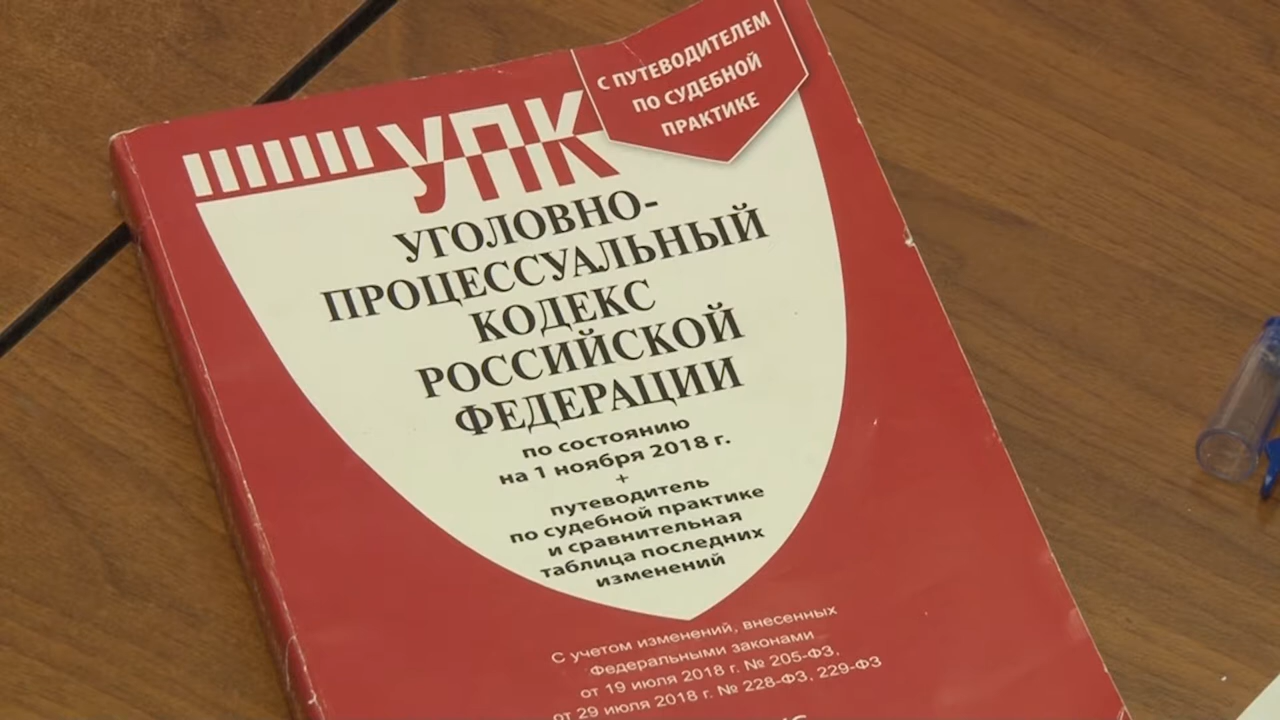 С ПУТЕВОДИТЕЛЕМ
ПО СУДЕБНОЙ
ПРАКТИКЕ
УПК
УГОЛОВНО-
ПРОЦЕССУАЛЬНЫЙ
КОДЕКС
РОССИЙСКОЙ
ФЕДЕРАЦИИ
по состоянию
на 1 ноября 2018 г.
+
путеводитель
по судебной практике
и сравнительная
таблица последних
изменений
С учетом изменений, внесенных
Федеральными законами
от 19 июля 2018 г. № 205-ФЗ,
от 29 июля 2018 г. № 228-ФЗ, 229-ФЗ